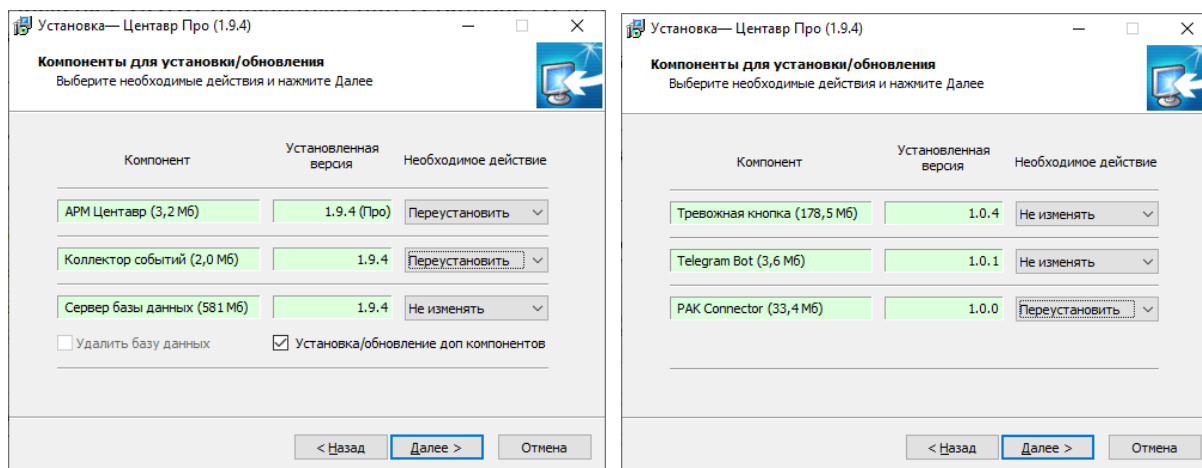 Установка— Центавр Про (1.9.4)
Компоненты для установки/обновления
Выберите необходимые действия и нажмите Далее
Компонент
Установленная
версия
Необходимое действие
АРМ Центавр (3,2 Мб)
1.9.4 (Про)
Переустановить
Коллектор событий (2,0 Мб)
1.9.4
Переустановить
Сервер базы данных (581 Мб)
1.9.4
Не изменять
Удалить базу данных
Установка/обновление доп компонентов
< Назад
Далее >
Отмена
Установка— Центавр Про (1.9.4)
Компоненты для установки/обновления
Выберите необходимые действия и нажмите Далее
Компонент
Установленная
версия
Необходимое действие
Тревожная кнопка (178,5 Мб)
1.0.4
Не изменять
Telegram Bot (3,6 Мб)
1.0.1
Не изменять
PAK Connector (33,4 Мб)
1.0.0
Переустановить
< Назад
Далее >
Отмена